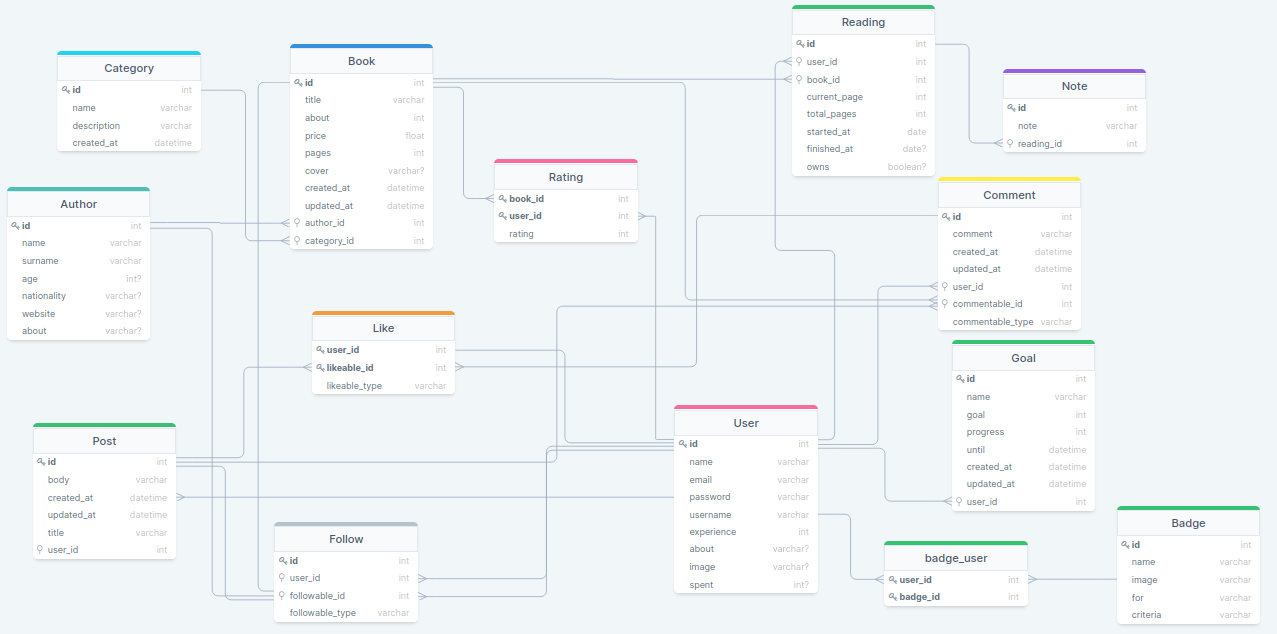 Category
id int
name varchar
description varchar
created_at datetime
Book
id int
title varchar
about int
price float
pages int
cover varchar?
created_at datetime
updated_at datetime
author_id int
category_id int
Reading
id int
user_id int
book_id int
current_page int
total_pages int
started_at date
finished_at date?
owns boolean?
Note
id int
note varchar
reading_id int
Author
id int
name varchar
surname varchar
age int?
nationality varchar?
website varchar?
about varchar?
Rating
book_id int
user_id int
rating int
Comment
id int
comment varchar
created_at datetime
updated_at datetime
user_id int
commentable_id int
commentable_type varchar
Like
user_id int
likeable_id int
likeable_type varchar
Goal
id int
name varchar
goal int
progress int
until datetime
created_at datetime
updated_at datetime
user_id int
Post
id int
body varchar
created_at datetime
updated_at datetime
title varchar
user_id int
User
id int
name varchar
email varchar
password varchar
username varchar
experience int
about varchar?
image varchar?
spent int?
Follow
id int
user_id int
followable_id int
followable_type varchar
badge_user
user_id int
badge_id int
Badge
id int
name varchar
image varchar
for varchar
criteria varchar